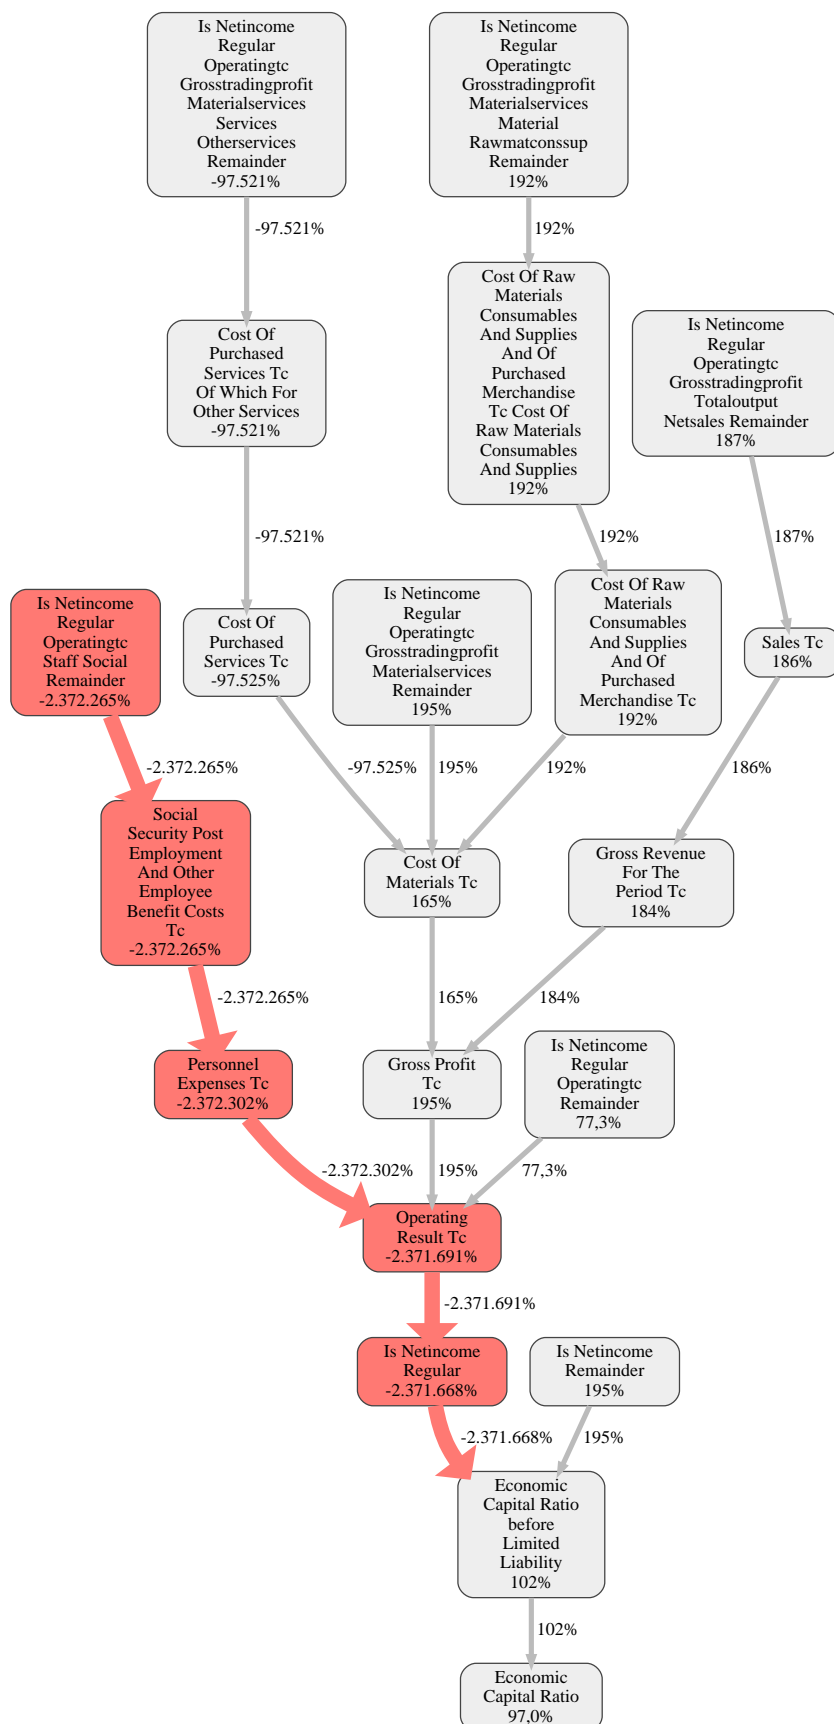 Is Netincome
Regular
Operatingtc
Grosstradingprofit
Materialservices
Services
Otherservices
Remainder
-97.521%
Is Netincome
Regular
Operatingtc
Grosstradingprofit
Materialservices
Material
Rawmatconssup
Remainder
192%
-97.521%
192%
Cost Of
Purchased
Services Tc
Of Which For
Other Services
-97.521%
Cost Of Raw
Materials
Consumables
And Supplies
And Of
Purchased
Merchandise
Tc Cost Of
Raw Materials
Consumables
And Supplies
192%
Is Netincome
Regular
Operatingtc
Grosstradingprofit
Totaloutput
Netsales Remainder
187%
-97.521%
192%
187%
Is Netincome
Regular
Operatingtc
Staff Social
Remainder
-2.372.265%
Cost Of
Purchased
Services Tc
-97.525%
Is Netincome
Regular
Operatingtc
Grosstradingprofit
Materialservices
Remainder
195%
Cost Of Raw
Materials
Consumables
And Supplies
And Of
Purchased
Merchandise Tc
192%
Sales Tc
186%
-2.372.265%
-97.525%
195%
192%
186%
Social
Security Post
Employment
And Other
Employee
Benefit Costs
Tc
-2.372.265%
Cost Of
Materials Tc
165%
Gross Revenue
For The
Period Tc
184%
-2.372.265%
165%
184%
Personnel
Expenses Tc
-2.372.302%
Gross Profit
Tc
195%
Is Netincome
Regular
Operatingtc
Remainder
77,3%
-2.372.302%
195%
77,3%
Operating
Result Tc
-2.371.691%
-2.371.691%
Is Netincome
Regular
-2.371.668%
Is Netincome
Remainder
195%
-2.371.668%
195%
Economic
Capital Ratio
before
Limited
Liability
102%
102%
Economic
Capital Ratio
97,0%